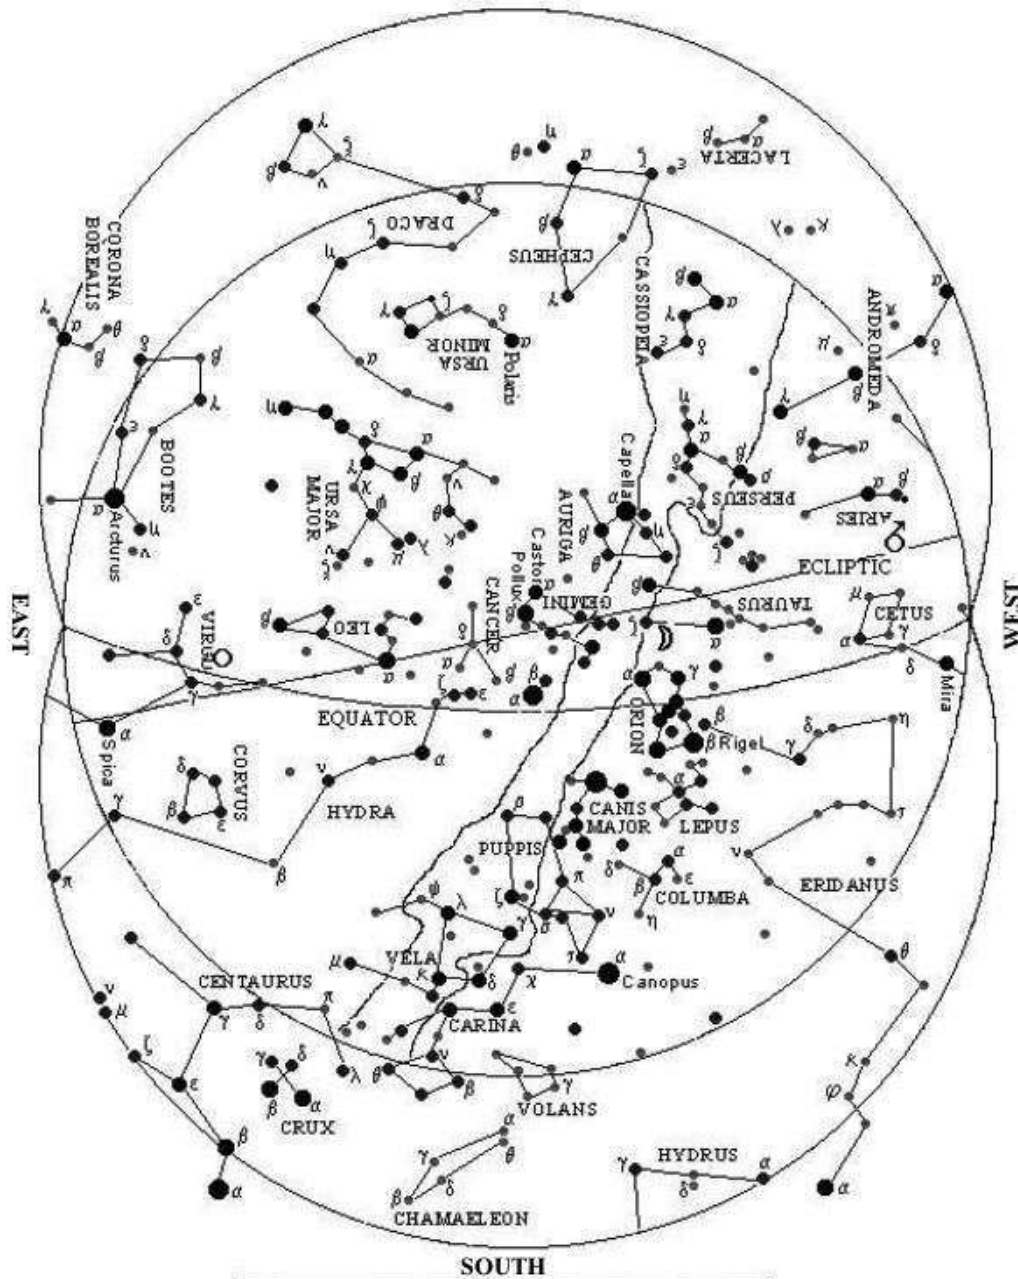 γ
ξ
β
ν
θ
η
α
ζ
ε
β
α
LACERTA
δ
DRACO
ζ
η
β
CEPHEUS
γ
λ
κ
CORONA
BOREALIS
γ
α
θ
β
CASSIOPEIA
β
α
γ
δ
ε
ANDROMEDA
α
δ
β
γ
μ
URSA
MINOR
γ
ζ
δ
α
Polaris
α
δ
β
γ
ε
BOOTES
α
Arcturus
η
ν
η
δ
α
γ
β
χ
ψ
URSA
MAJOR
ν
ξ
μ
λ
θ
κ
Capella
α
AURIGA
η
θ
β
η
γ
α
δ
ε
β
ρ
PERSEUS
ζ
β
α
β
α
ARIES
♂
ECLIPTIC
EAST
WEST
Castor
Pollux
α
β
GEMINI
CANCER
δ
α
β
TAURUS
β
ζ
α
☽
μ
CETUS
α
γ
δ
Mira
ε
δ
VIRGO
γ
α
Spica
β
LEO
α
EQUATOR
ζ
ε
β
α
α
γ
ORION
β Rigel
β
γ
δ
η
CORVUS
δ
β
ε
HYDRA
ν
α
γ
β
π
PUPPIS
ρ
π
ζ
σ
ν
τ
CANIS
MAJOR
α
LEPUS
δ
α
β
ε
COLUMBA
η
ν
τ
ERIDANUS
θ
κ
φ
α
ψ
λ
VELA
γ
μ
κ
δ
χ
α
Canopus
CENTAURUS
ν
μ
γ
δ
π
ζ
ε
λ
β
α
CARINA
ε
ν
θ
β
γ
δ
β
α
CRUX
γ
VOLANS
α
θ
γ
δ
β
CHAMAELEON
HYDRUS
γ
δ
α
SOUTH